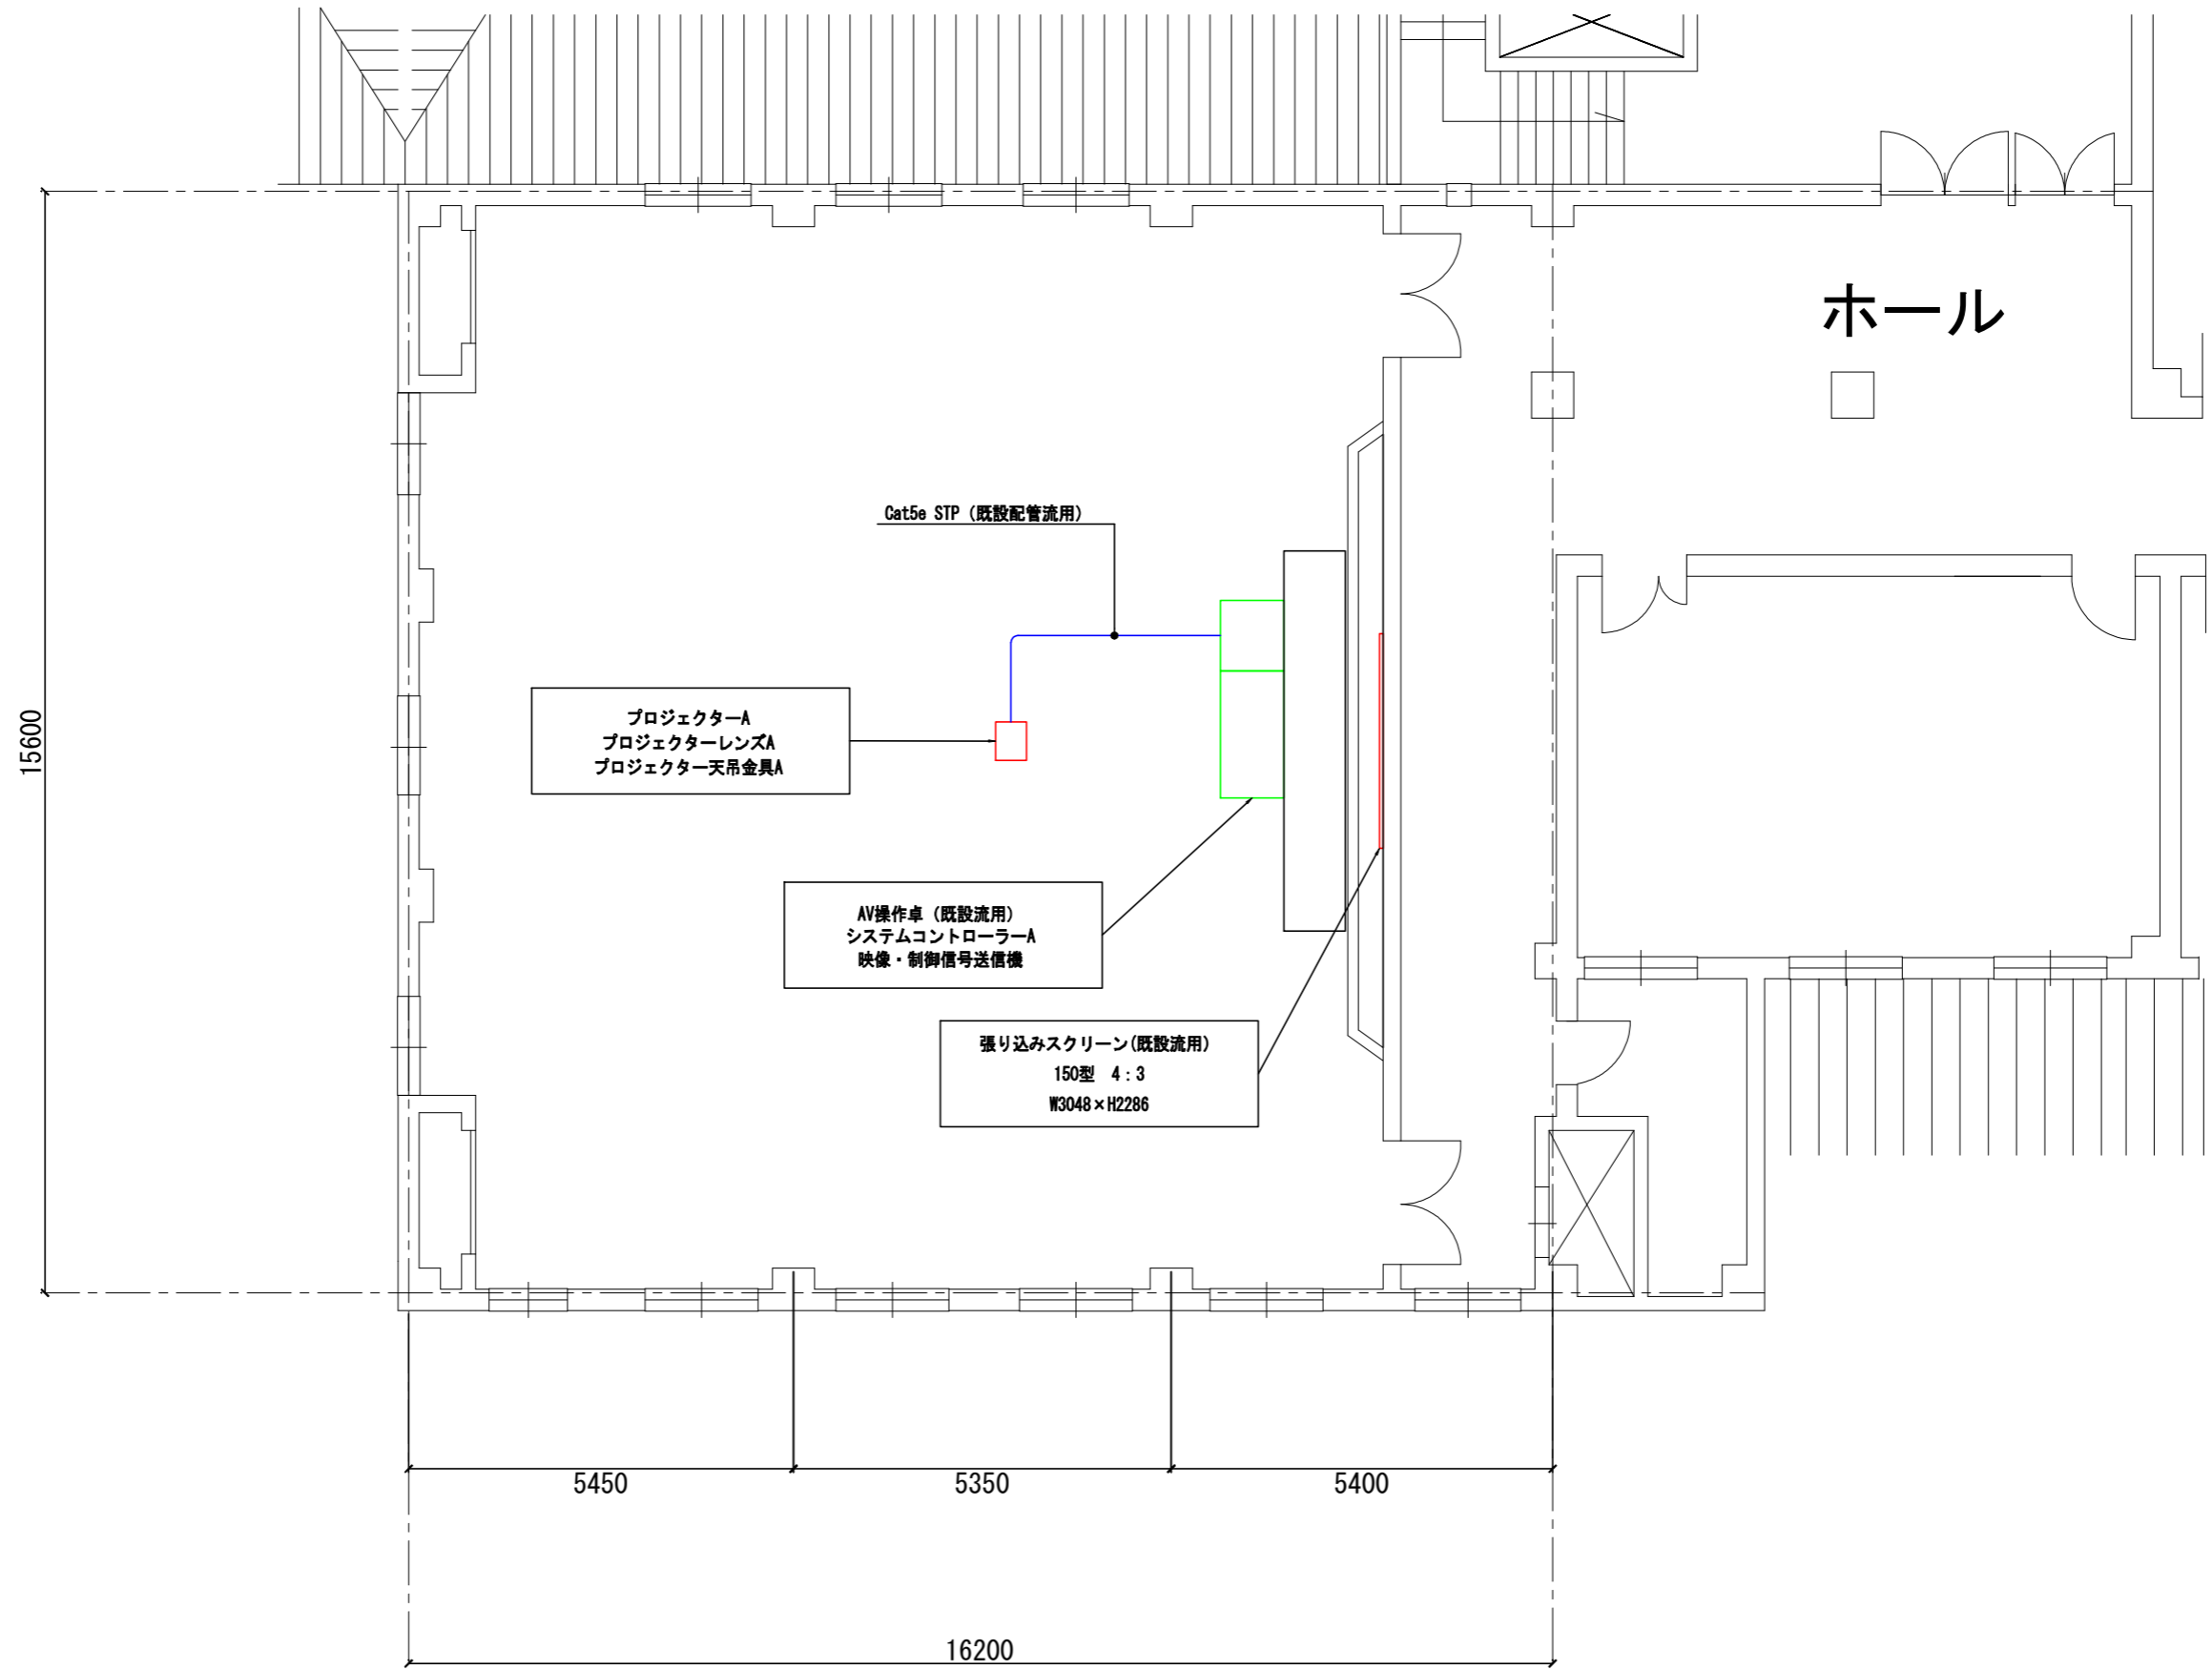 ホール
Cat5e STP（既設配管流用）
プロジェクターA
プロジェクターレンズA
プロジェクター天吊金具A
15600
AV操作卓（既設流用）
システムコントローラーA
映像・制御信号送信機
張り込みスクリーン(既設流用)
150型　4：3
W3048×H2286
5450
5350
5400
16200